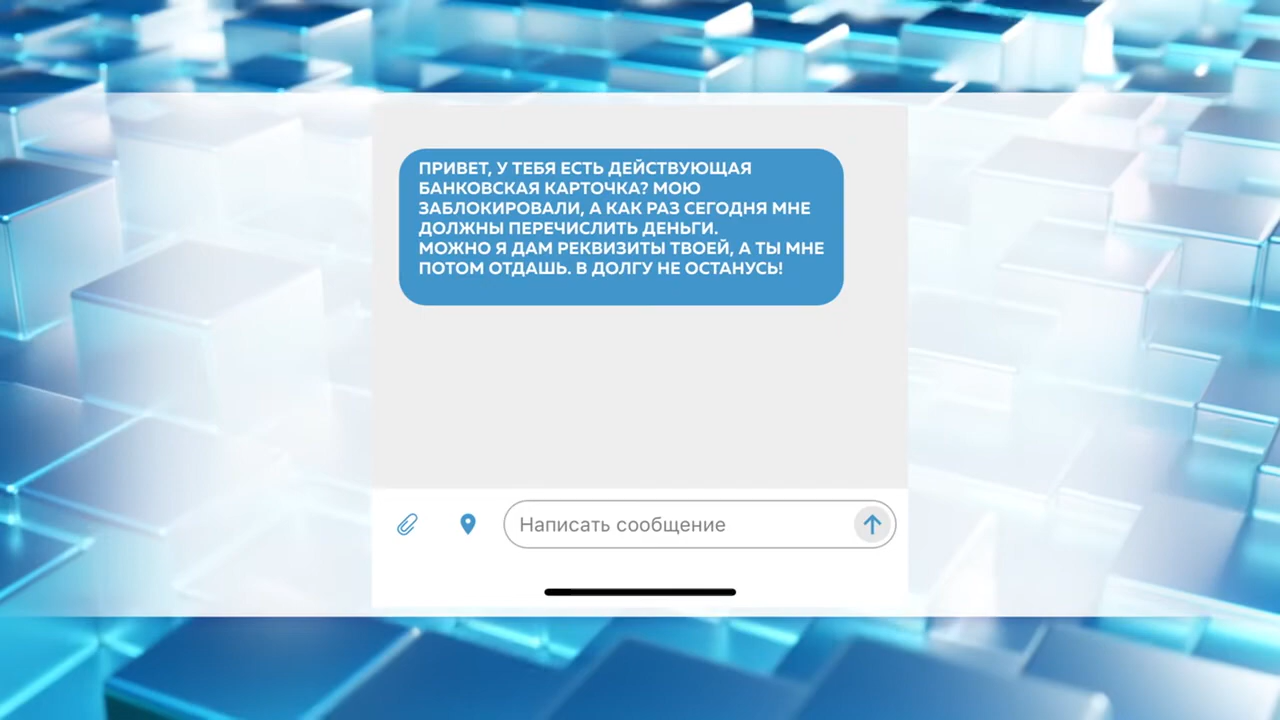 ПРИВЕТ, У ТЕБЯ ЕСТЬ ДЕЙСТВУЮЩАЯ
БАНКОВСКАЯ КАРТОЧКА? МОЮ
ЗАБЛОКИРОВАЛИ, А КАК РАЗ СЕГОДНЯ МНЕ
ДОЛЖНЫ ПЕРЕЧИСЛИТЬ ДЕНЬГИ.
МОЖНО Я ДАМ РЕКВИЗИТЫ ТВОЕЙ, А ТЫ МНЕ
ПОТОМ ОТДАШЬ. В ДОЛГУ НЕ ОСТАНУСЬ!
Написать сообщение